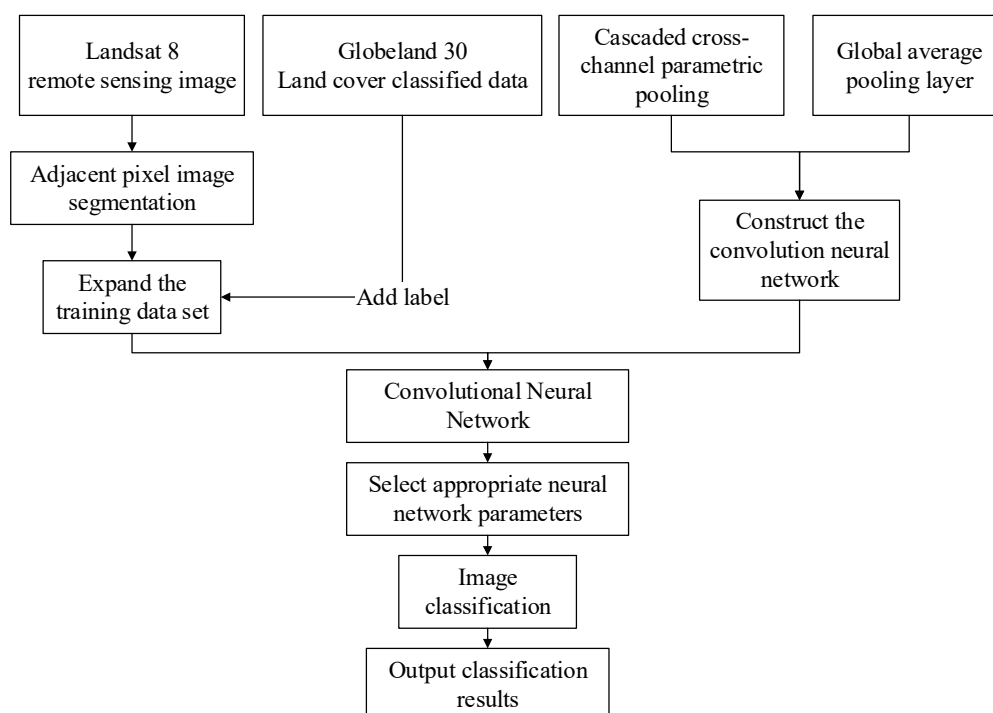 Landsat 8
remote sensing image
Globeland 30
Land cover classified data
Cascaded cross-
channel parametric
pooling
Global average
pooling layer
Adjacent pixel image
segmentation
Construct the
convolution neural
network
Expand the
training data set
Add label
Convolutional Neural
Network
Select appropriate neural
network parameters
Image
classification
Output classification
results